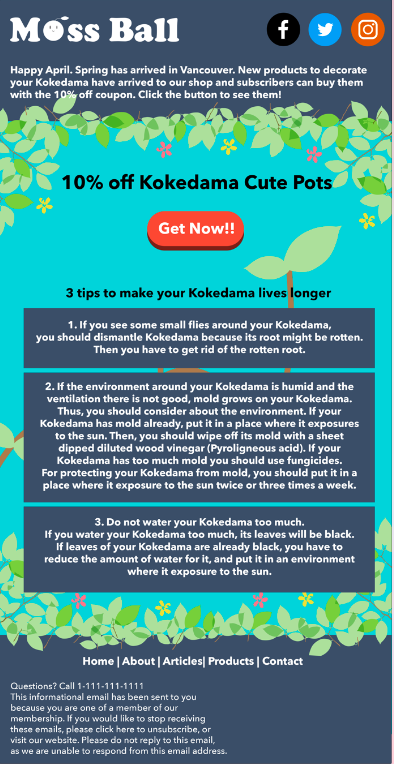 Moss Ball
Happy April. Spring has arrived in Vancouver. New products to decorate
your Kokedama have arrived to our shop and subscribers can buy them
with the 10% off coupon. Click the button to see them!
10% off Kokedama Cute Pots
Get Now!!
3 tips to make your Kokedama lives longer
1. If you see some small flies around your Kokedama,
you should dismantle Kokedama because its root might be rotten.
Then you have to get rid of the rotten root.
2. If the environment around your Kokedama is humid and the
ventilation there is not good, mold grows on your Kokedama.
Thus, you should consider about the environment. If your
Kokedama has mold already, put it in a place where it exposures
to the sun. Then, you should wipe off its mold with a sheet
dipped diluted wood vinegar (Pyroligneous acid). If your
Kokedama has too much mold you should use fungicides.
For protecting your Kokedama from mold, you should put it in a
place where it exposure to the sun twice or three times a week.
3. Do not water your Kokedama too much.
If you water your Kokedama too much, its leaves will be black.
If leaves of your Kokedama are already black, you have to
reduce the amount of water for it, and put it in an environment
where it exposure to the sun.
Home | About | Articles| Products | Contact
Questions? Call 1-111-111-1111
This informational email has been sent to you
because you are one of a member of our
membership. If you would like to stop receiving
these emails, please click here to unsubscribe, or
visit our website. Please do not reply to this email,
as we are unable to respond from this email address.